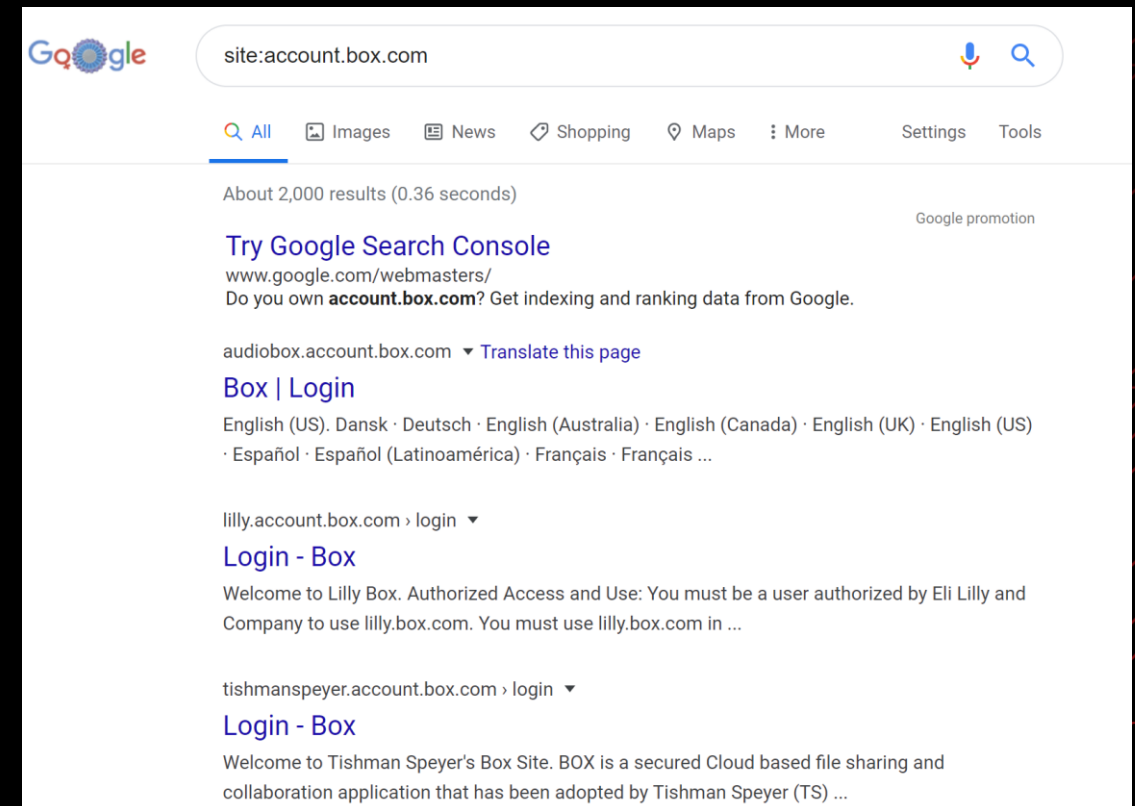 Google
site:account.box.com
All Images News Shopping Maps More Settings Tools
About 2,000 results (0.36 seconds)
Google promotion
Try Google Search Console
www.google.com/webmasters/
Do you own account.box.com? Get indexing and ranking data from Google.
audiobox.account.box.com Translate this page
Box | Login
English (US). Dansk · Deutsch · English (Australia) · English (Canada) · English (UK) · English (US)
· Español · Español (Latinoamérica) · Français · Français ...
lilly.account.box.com › login
Login - Box
Welcome to Lilly Box. Authorized Access and Use: You must be a user authorized by Eli Lilly and
Company to use lilly.box.com. You must use lilly.box.com in ...
tishmanspeyer.account.box.com › login
Login - Box
Welcome to Tishman Speyer's Box Site. BOX is a secured Cloud based file sharing and
collaboration application that has been adopted by Tishman Speyer (TS) ...